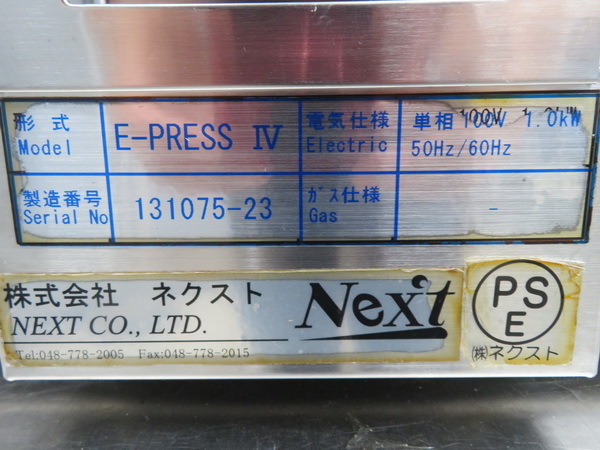 形式 E-PRESS Ⅳ 電気仕様 単相100V 1.0kW
Model Electric 50Hz/60Hz
製造番号 131075-23 ガス仕様 -
Serial No Gas
株式会社 ネクスト
NEXT CO., LTD.
Tel:048-778-2005 Fax:048-778-2015
Next
PS
E
㈱ネクスト